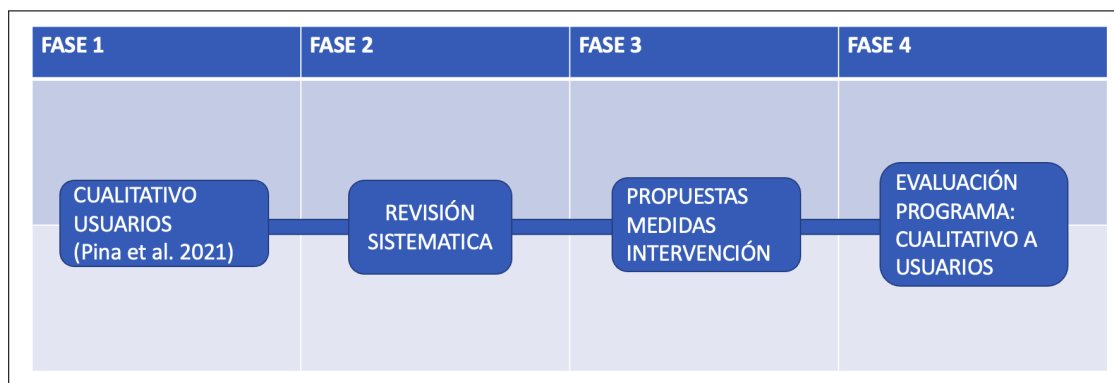 FASE 1
FASE 2
FASE 3
FASE 4
CUALITATIVO
USUARIOS
(Pina et al. 2021)
REVISIÓN
SISTEMATICA
PROPUESTAS
MEDIDAS
INTERVENCIÓN
EVALUACIÓN
PROGRAMA:
CUALITATIVO A
USUARIOS